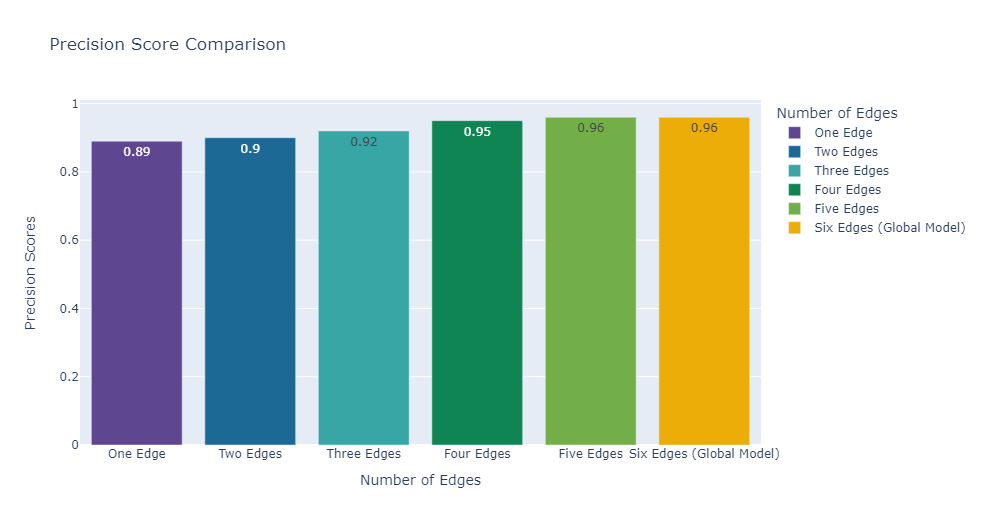 Precision Score Comparison
1
0.8
0.6
0.4
0.2
0
Precision Scores
0.89
0.9
0.92
0.95
0.96
0.96
One Edge
Two Edges
Three Edges
Four Edges
Five Edges
Six Edges (Global Model)
Number of Edges
Number of Edges
One Edge
Two Edges
Three Edges
Four Edges
Five Edges
Six Edges (Global Model)